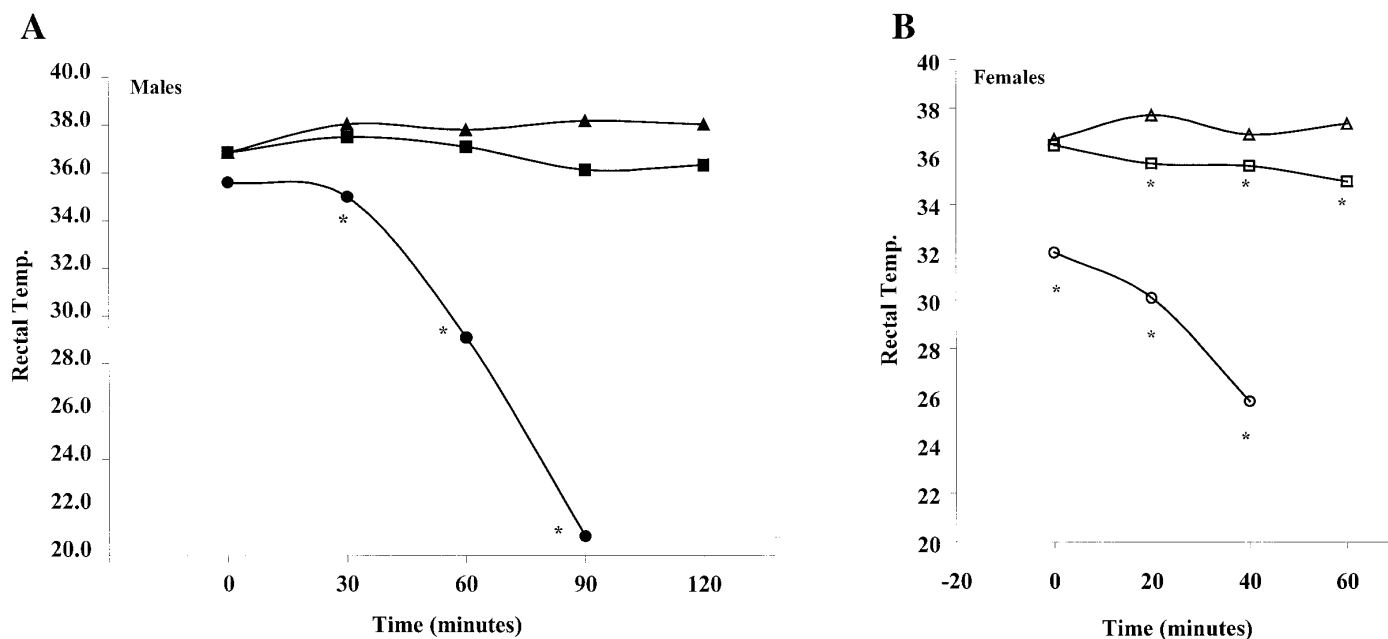 A
Males
40.0
38.0
36.0
34.0
32.0
30.0
28.0
26.0
24.0
22.0
20.0
Rectal Temp.
*
*
*
0 30 60 90 120
Time (minutes)
B
Females
40
38
36
34
32
30
28
26
24
22
20
Rectal Temp.
* * *
*
*
*
-20 0 20 40 60
Time (minutes)